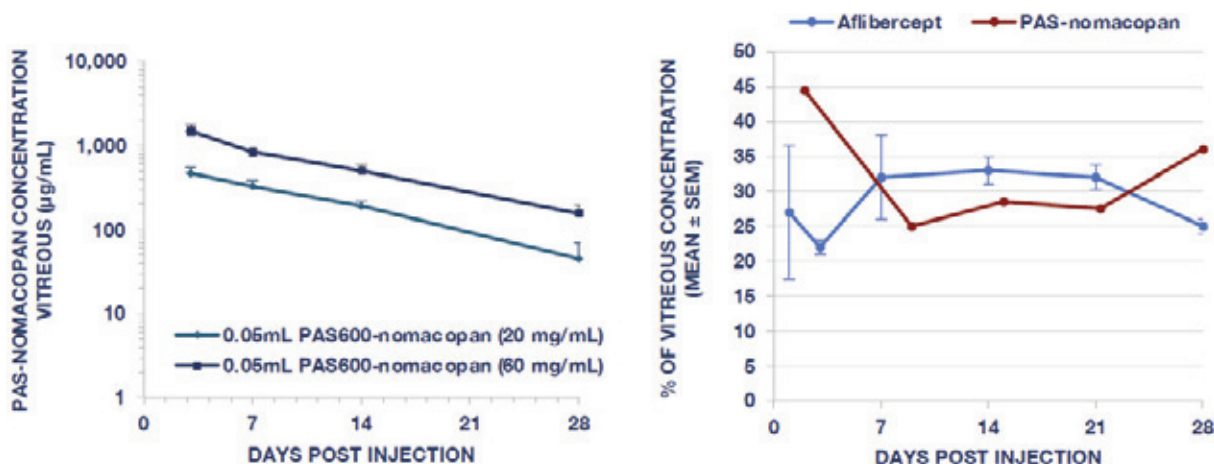 PAS-NOMACOPAN CONCENTRATION
VITREOUS (µg/mL)
10,000
1,000
100
10
1
0.05mL PAS600-nomacopan (20 mg/mL)
0.05mL PAS600-nomacopan (60 mg/mL)
0 7 14 21 28
DAYS POST INJECTION
Aflibercept PAS-nomacopan
% OF VITREOUS CONCENTRATION
(MEAN ± SEM)
50
45
40
35
30
25
20
15
10
5
0
0 7 14 21 28
DAYS POST INJECTION